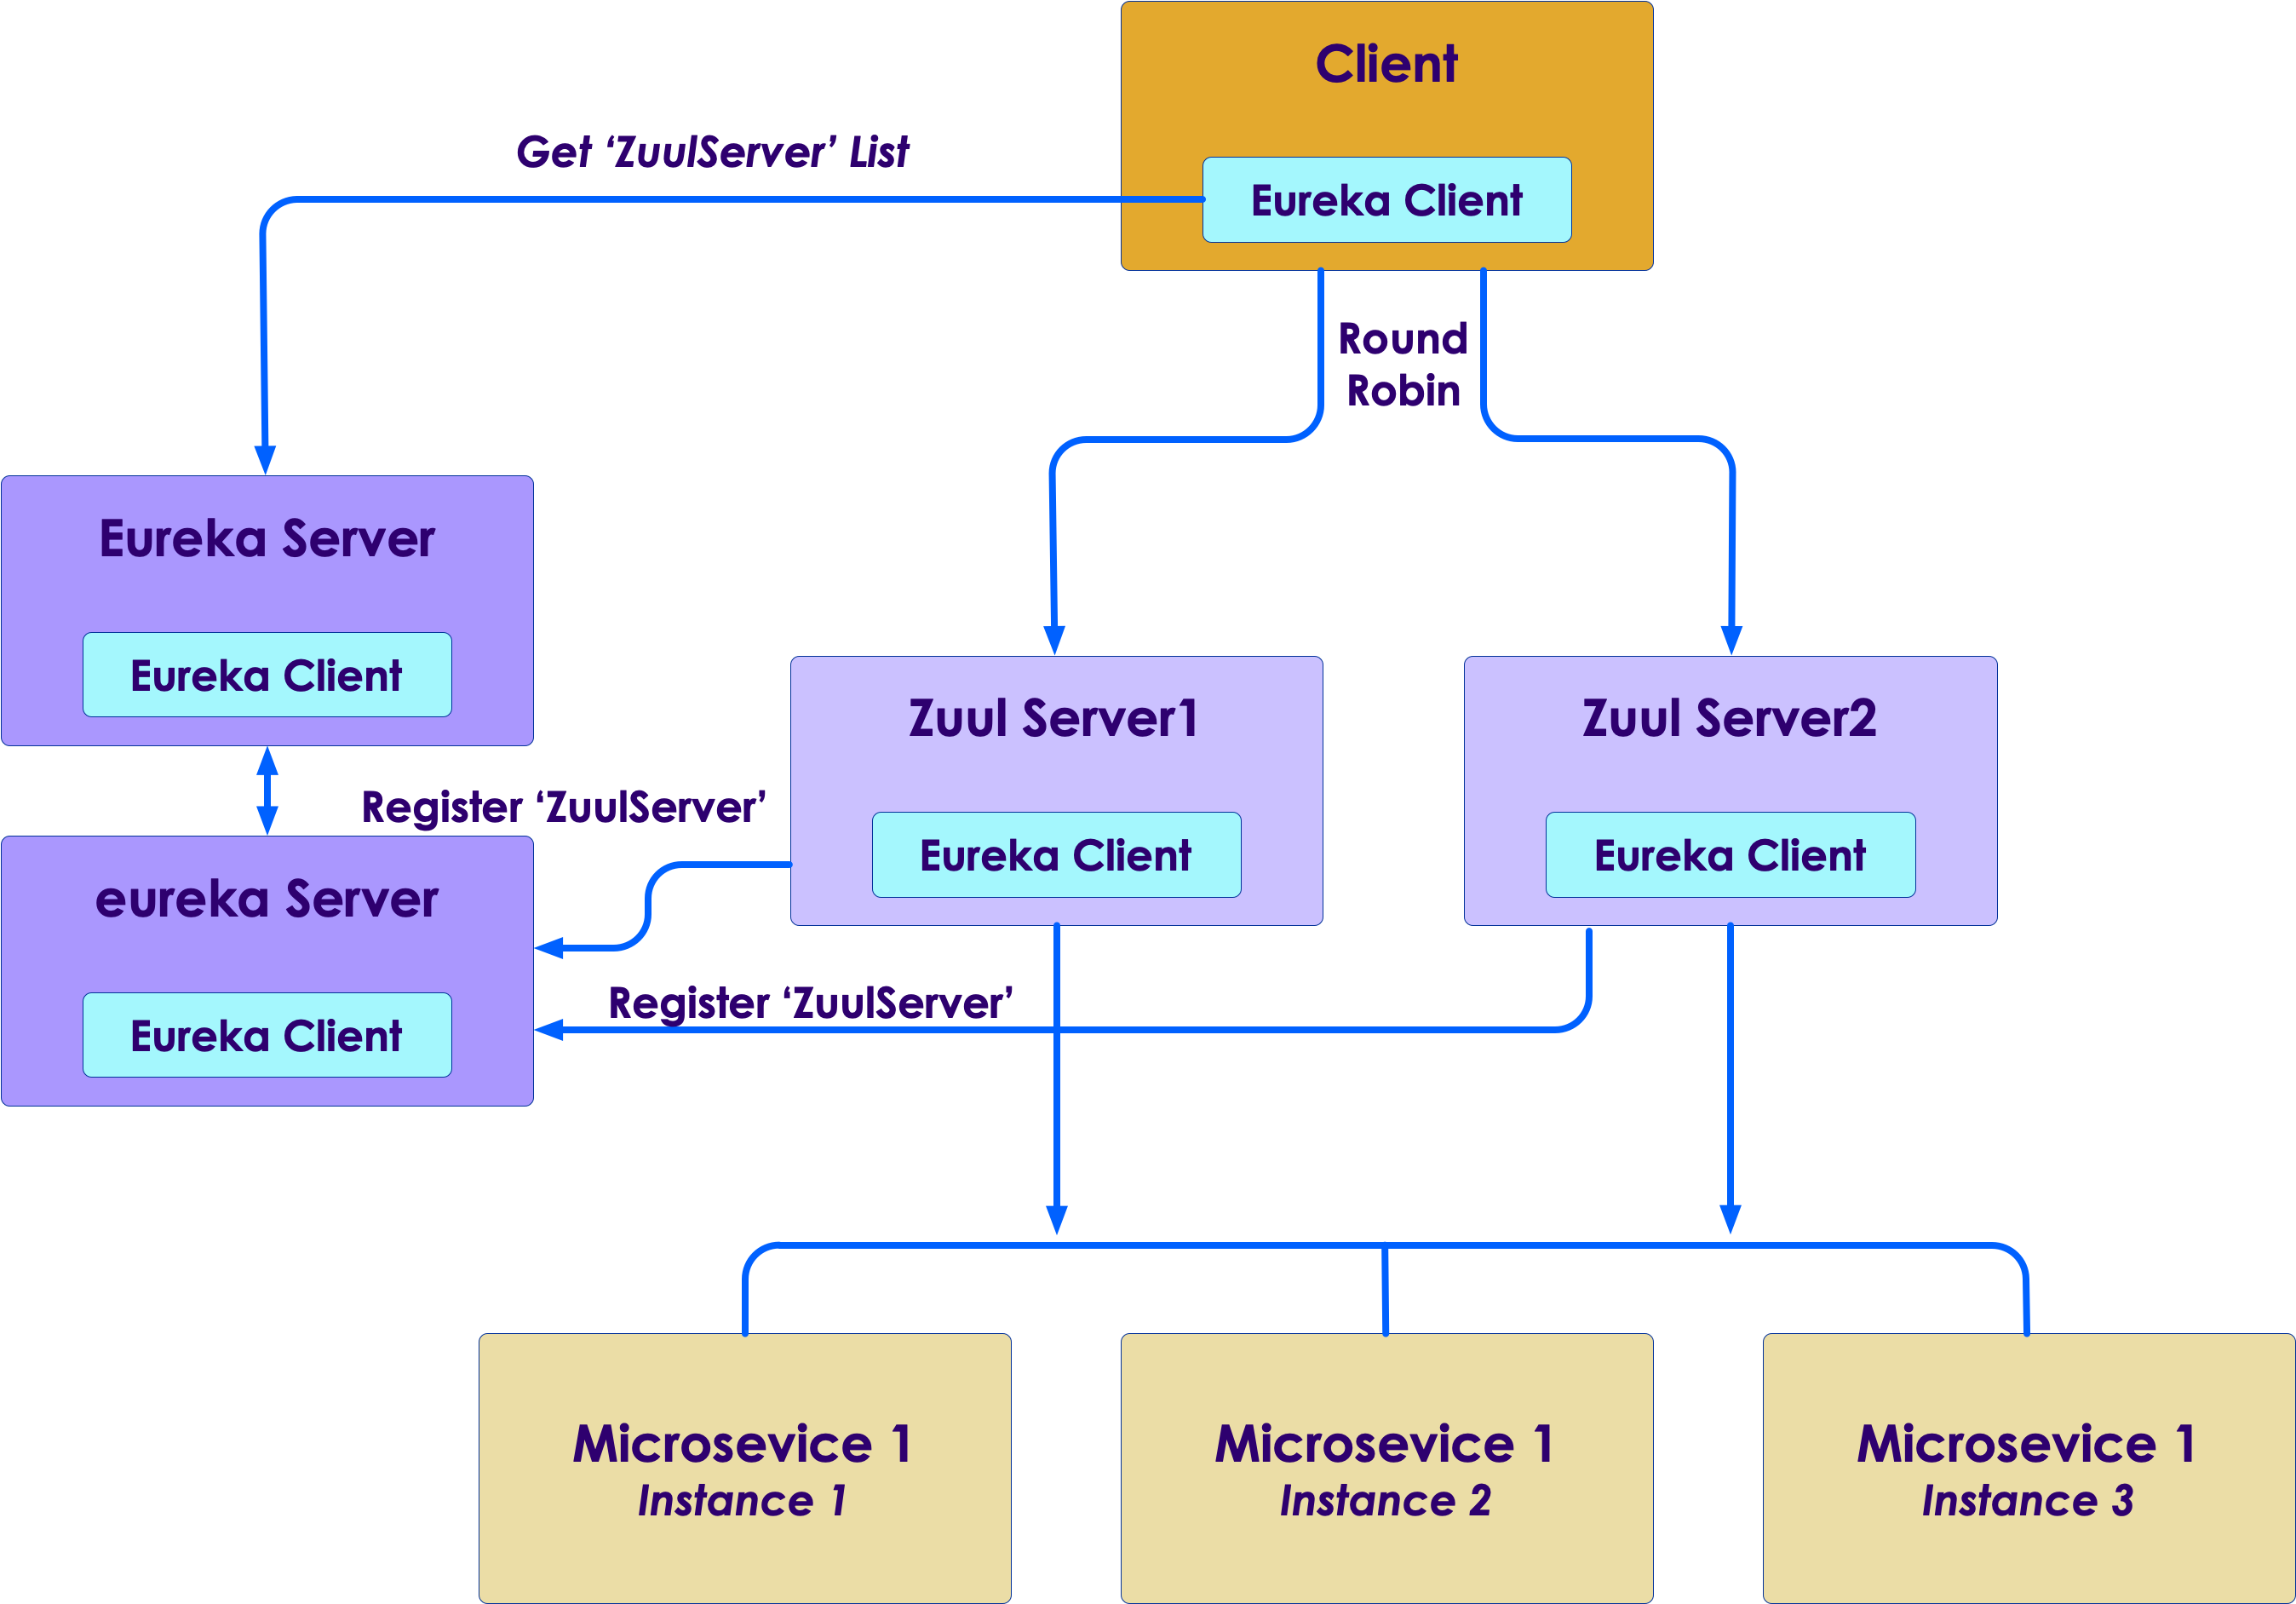 Client
Get ‘ZuulServer’ List
Eureka Client
Round
Robin
Eureka Server
Eureka Client
Zuul Server1
Zuul Server2
Register ‘ZuulServer’
Eureka Client
Eureka Client
eureka Server
Register ‘ZuulServer’
Eureka Client
Microsevice 1
Instance 1
Microsevice 1
Instance 2
Microsevice 1
Instance 3